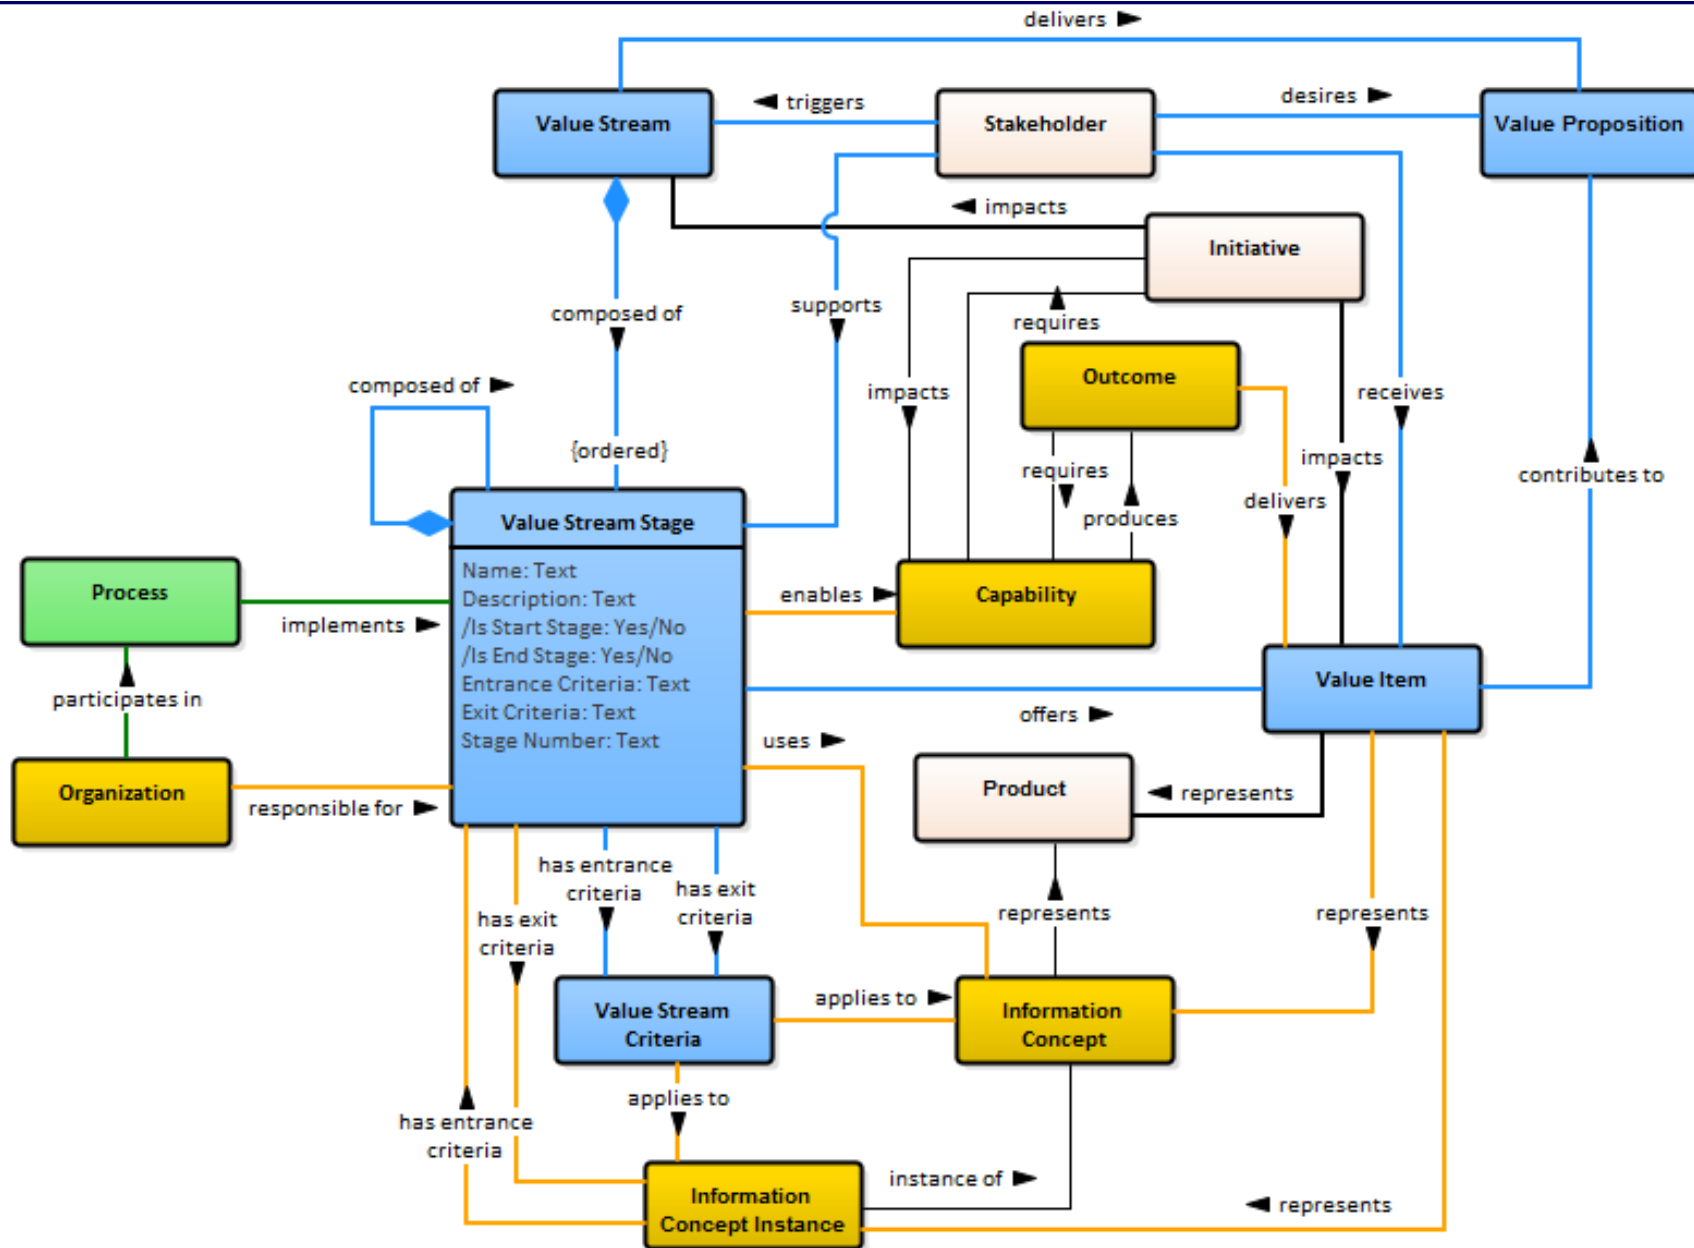 delivers
Value Stream
triggers
Stakeholder
desires
Value Proposition
impacts
Initiative
composed of
supports
requires
composed of
impacts
Outcome
receives
{ordered}
requires
impacts
contributes to
delivers
produces
Value Stream Stage
Name: Text
Description: Text
/Is Start Stage: Yes/No
/Is End Stage: Yes/No
Entrance Criteria: Text
Exit Criteria: Text
Stage Number: Text
Process
implements
enables
Capability
participates in
Value Item
offers
uses
Organization
responsible for
Product
represents
has entrance
criteria
has exit
criteria
has exit
criteria
represents
represents
Value Stream
Criteria
applies to
Information
Concept
applies to
has entrance
criteria
instance of
represents
Information
Concept Instance